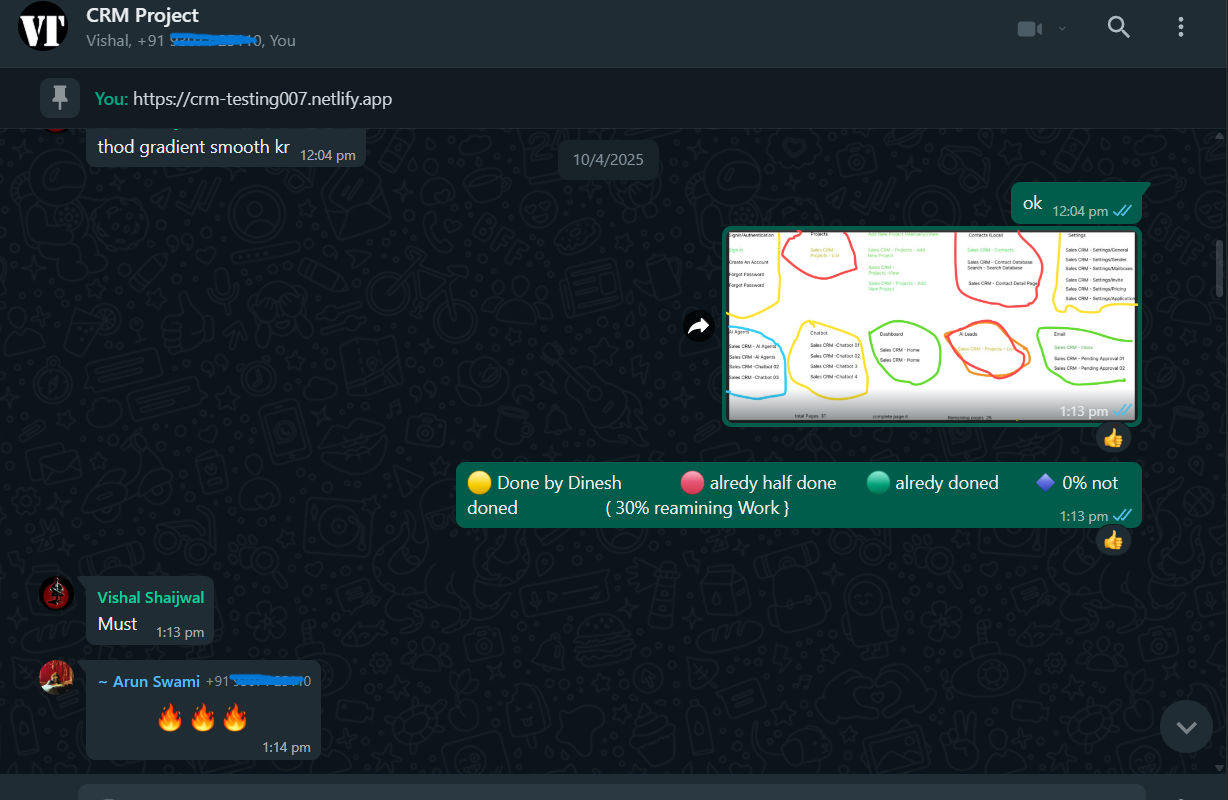 VT
CRM Project
Vishal, +91 0, You
You: https://crm-testing007.netlify.app
thod gradient smooth kr 12:04 pm
10/4/2025
ok 12:04 pm
Signin/Authentication
Sign in
Create An Account
Forgot Password
Forgot Password
Projects
Sales CRM -
Projects - List
Add New Project (Manually)/View
Sales CRM - Projects - Add
New Project
Sales CRM -
Projects- View
Sales CRM - Projects - Add
New Project
Contacts (Local)
Sales CRM - Contacts
Sales CRM - Contact Database
Search - Search Database
Sales CRM - Contact Detail Page
Settings
Sales CRM - Settings/General
Sales CRM - Settings/Sender
Sales CRM - Settings/Mailboxes
Sales CRM - Settings/Invite
Sales CRM - Settings/Pricing
Sales CRM - Settings/Application
AI Agents
Sales CRM - AI Agents
Sales CRM -AI Agents
Sales CRM -Chatbot 02
Sales CRM -Chatbot 03
Chatbot
Sales CRM -Chatbot 01
Sales CRM -Chatbot 02
Sales CRM -Chatbot 3
Sales CRM -Chatbot 4
Dashboard
Sales CRM - Home
Sales CRM - Home
AI Leads
Sales CRM - Projects - List
Email
Sales CRM - Inbox
Sales CRM - Pending Approval 01
Sales CRM - Pending Approval 02
Total Pages
complete page
Remaining pages
1:13 pm
Done by Dinesh alredy half done alredy doned 0% not
doned ( 30% reamining Work }
1:13 pm
Vishal Shaijwal
Must 1:13 pm
~ Arun Swami +91 0
1:14 pm